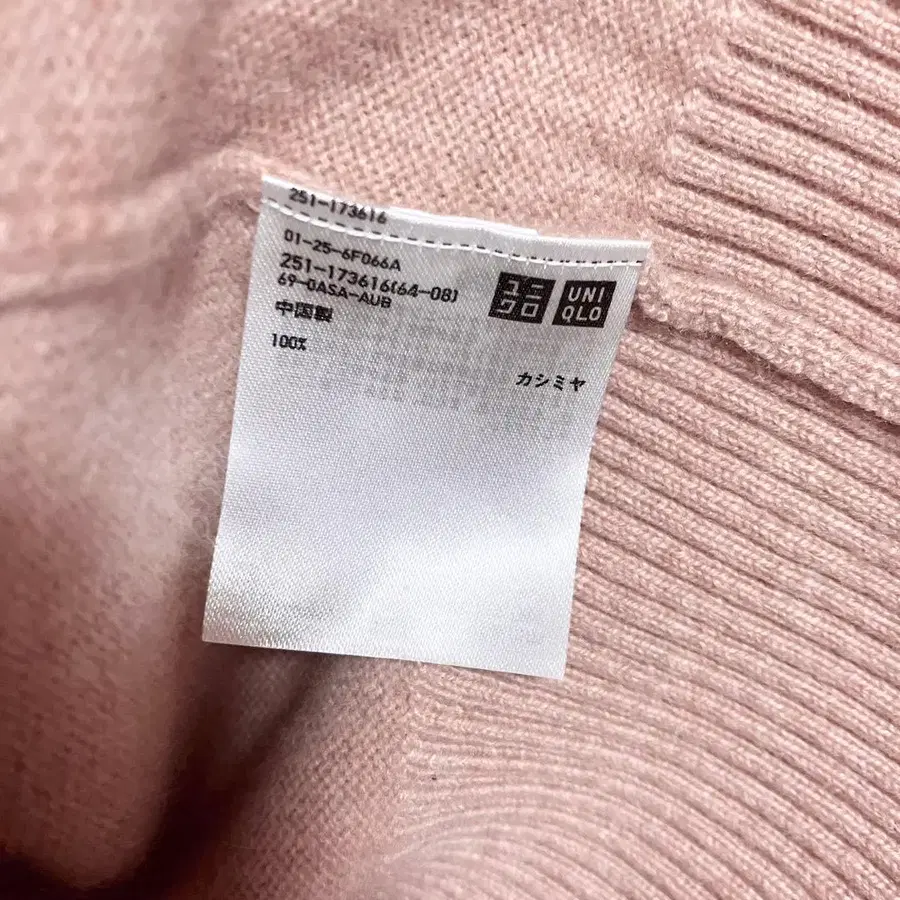 251-173616
01-25-6F066A
251-173616(64-08)
69-0ASA-AUB
中国製
ユニ
クロ
UNI
QLO
100%
カシミヤ